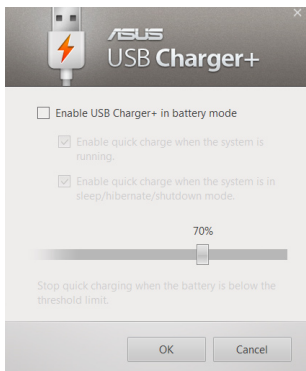 ASUS
USB Charger+
Enable USB Charger+ in battery mode
Enable quick charge when the system is
running.
Enable quick charge when the system is in
sleep/hibernate/shutdown mode.
70%
Stop quick charging when the battery is below the
threshold limit.
OK
Cancel